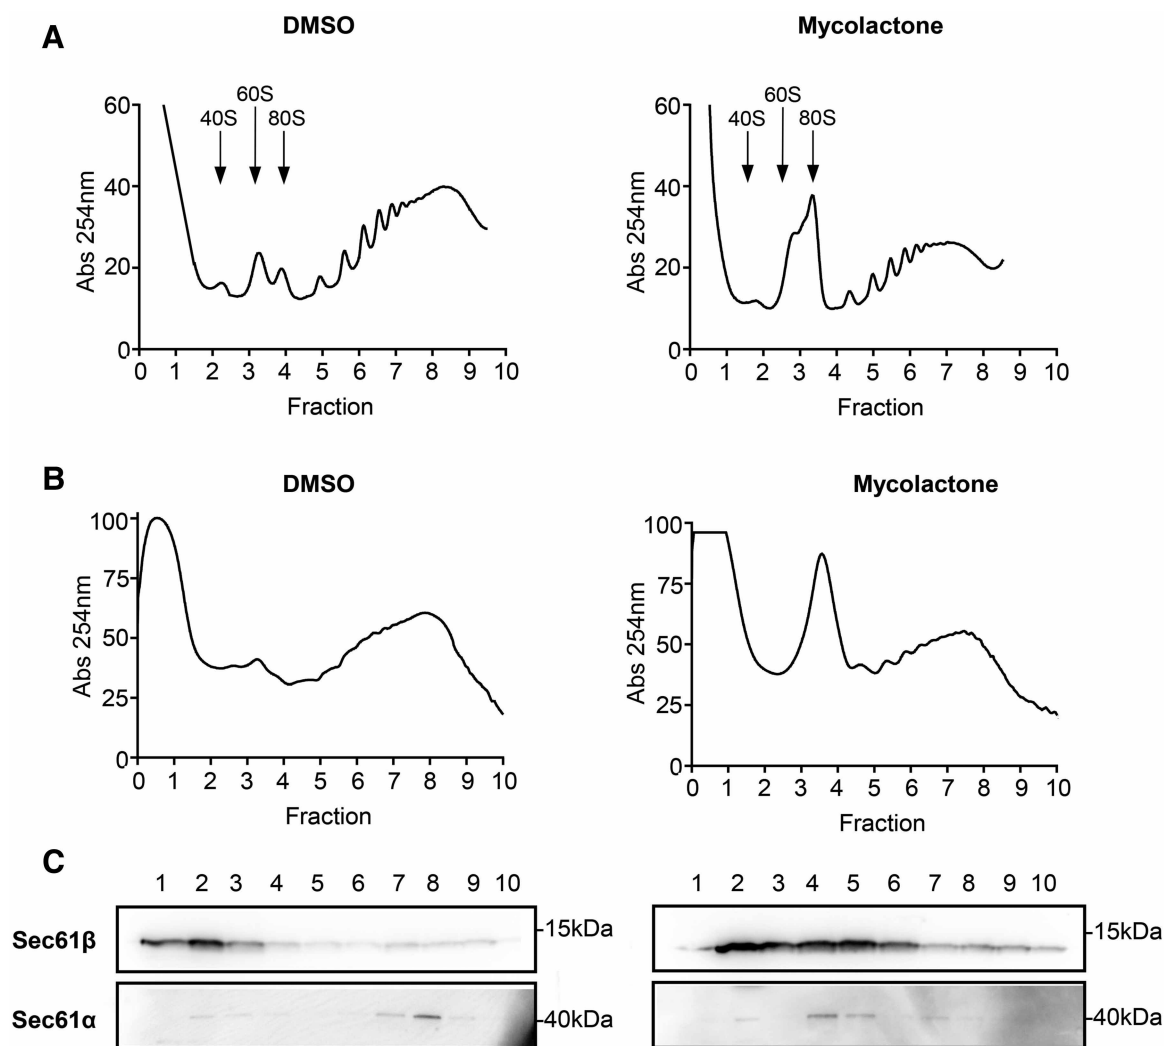 A
DMSO
Mycolactone
60S
40S 80S
60
40
20
0
Abs 254nm
0 1 2 3 4 5 6 7 8 9 10
Fraction
60S
40S 80S
60
40
20
0
Abs 254nm
0 1 2 3 4 5 6 7 8 9 10
Fraction
B
DMSO
Mycolactone
100
75
50
25
0
Abs 254nm
0 1 2 3 4 5 6 7 8 9 10
Fraction
100
75
50
25
0
Abs 254nm
0 1 2 3 4 5 6 7 8 9 10
Fraction
C
1 2 3 4 5 6 7 8 9 10
1 2 3 4 5 6 7 8 9 10
Sec61β
15kDa
15kDa
Sec61α
40kDa
40kDa